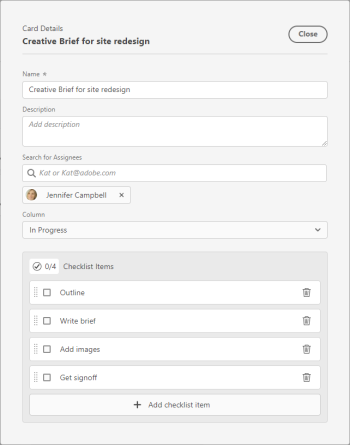 Card Details
Creative Brief for site redesign
Close
Name *
Creative Brief for site redesign
Description
Add description
Search for Assignees
Kat or Kat@adobe.com
Jennifer Campbell
Column
In Progress
0/4 Checklist Items
Outline
Write brief
Add images
Get signoff
+ Add checklist item